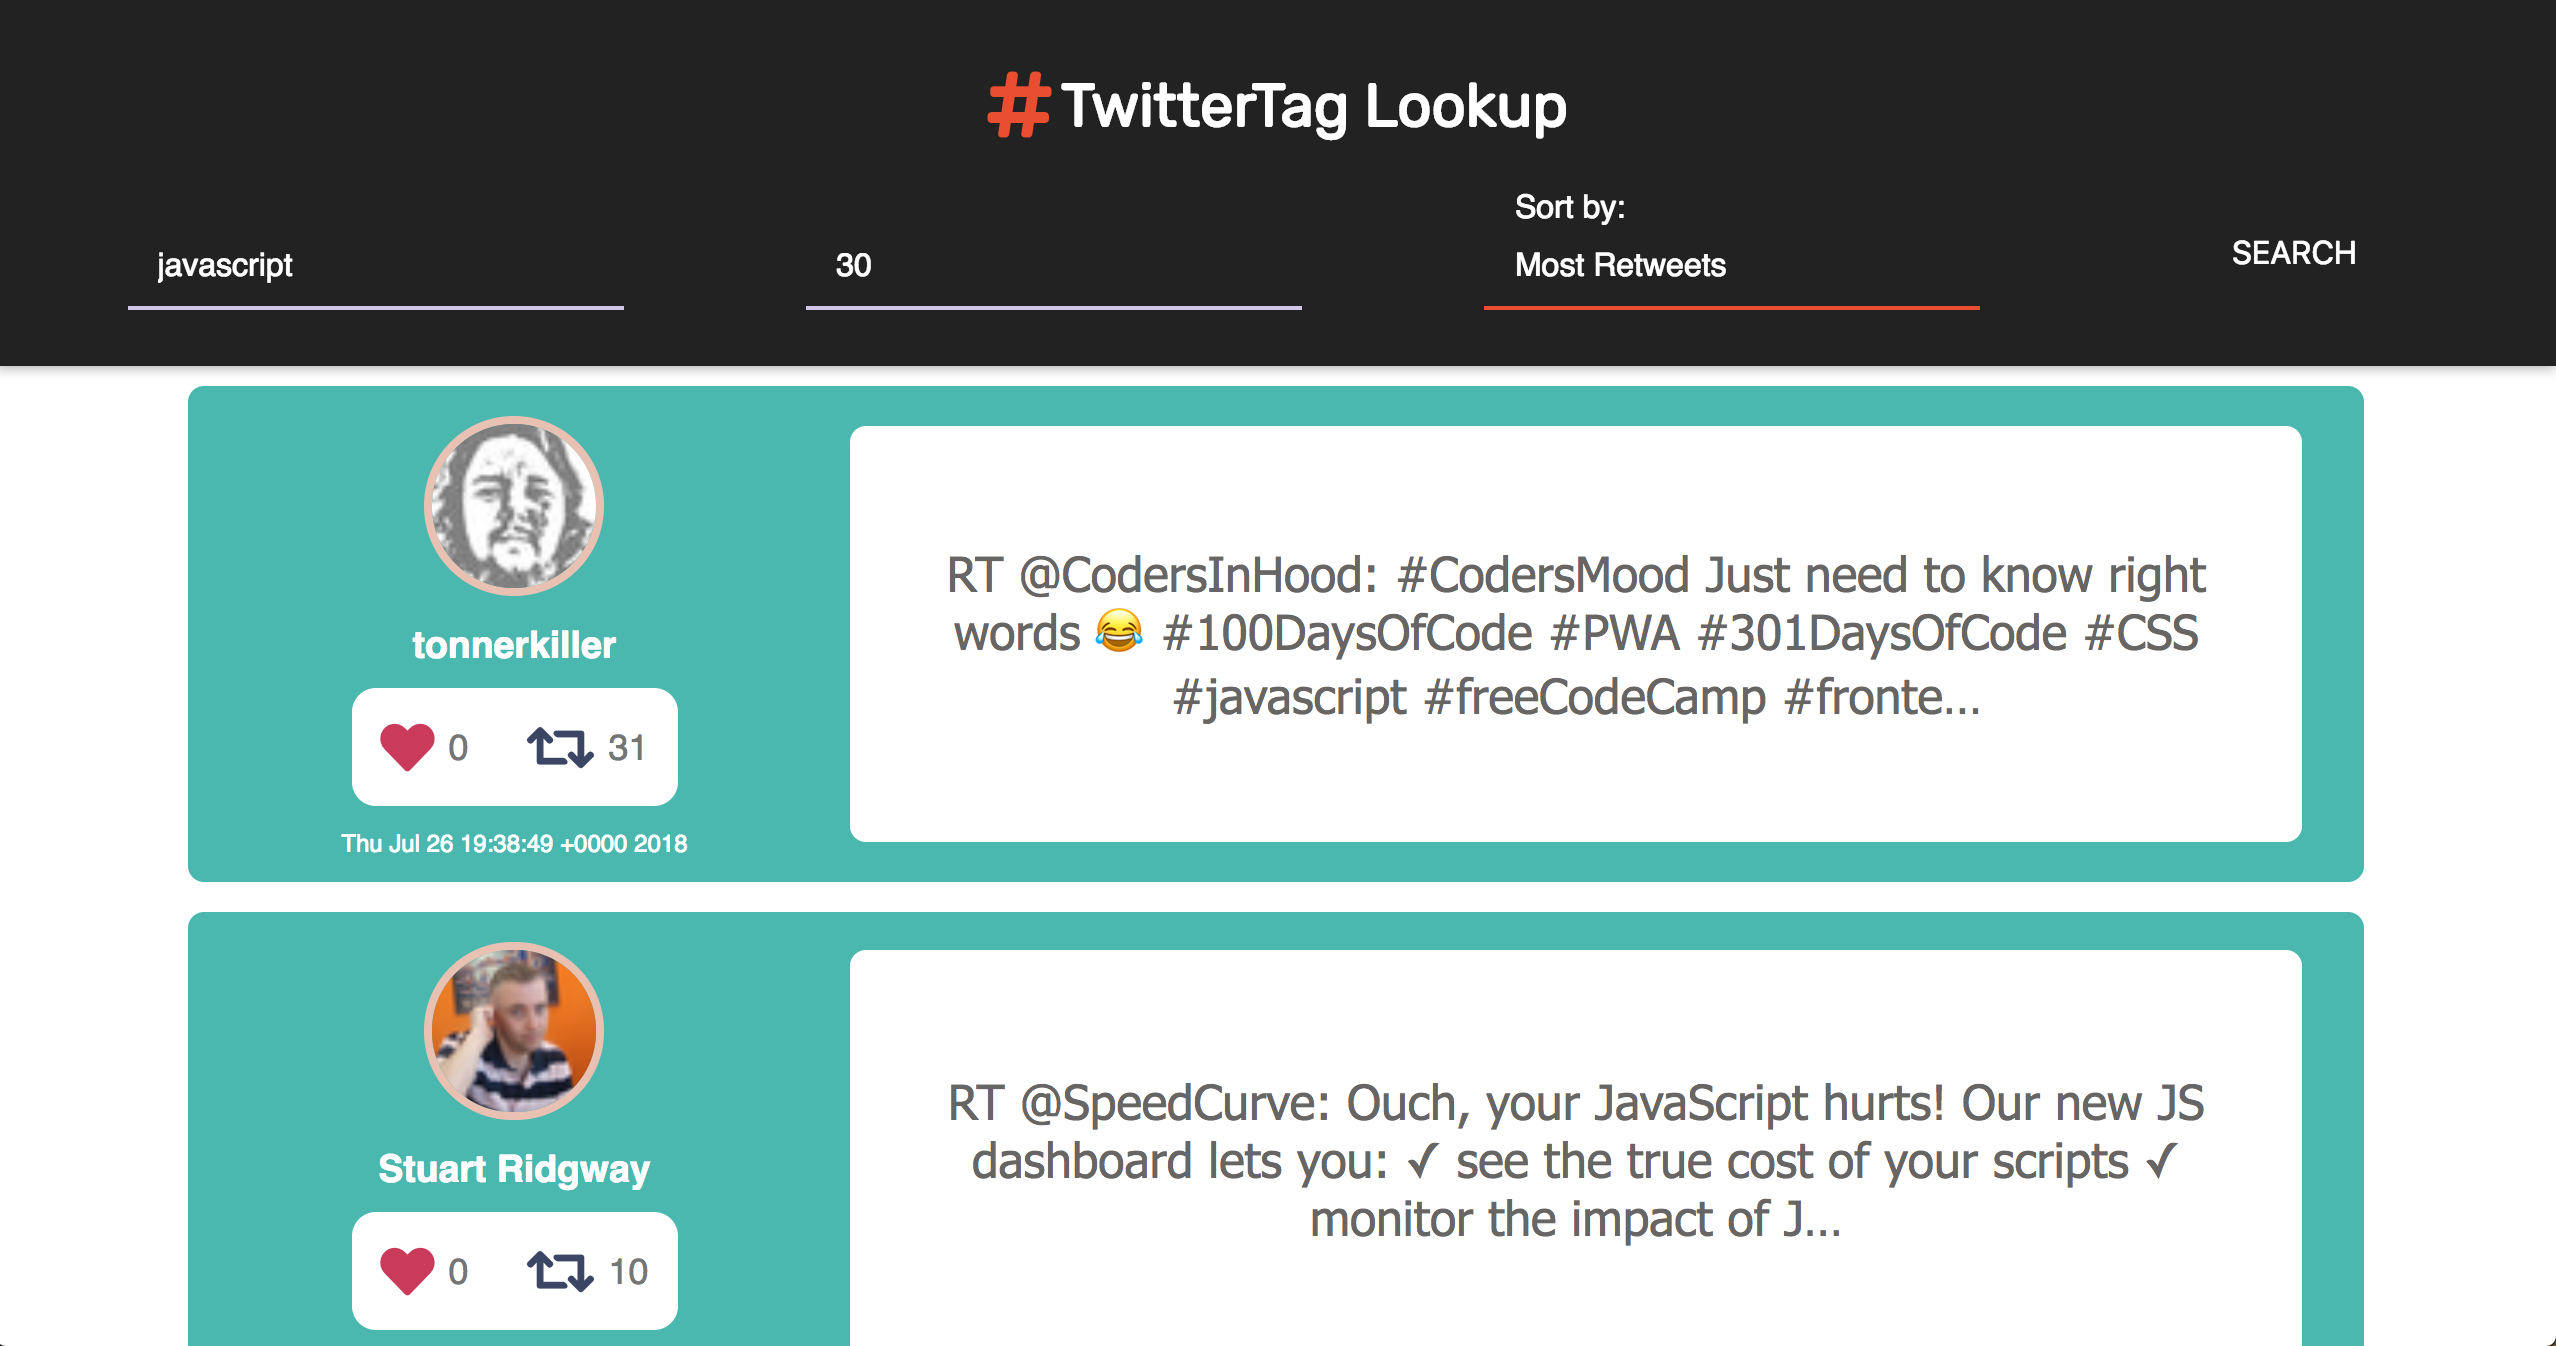 #TwitterTag Lookup
Sort by:
javascript
30
Most Retweets
SEARCH
tonnerkiller
0 31
Thu Jul 26 19:38:49 +0000 2018
RT @CodersInHood: #CodersMood Just need to know right
words 😂 #100DaysOfCode #PWA #301DaysOfCode #CSS
#javascript #freeCodeCamp #fronte…
Stuart Ridgway
0 10
RT @SpeedCurve: Ouch, your JavaScript hurts! Our new JS
dashboard lets you: ✓ see the true cost of your scripts ✓
monitor the impact of J…